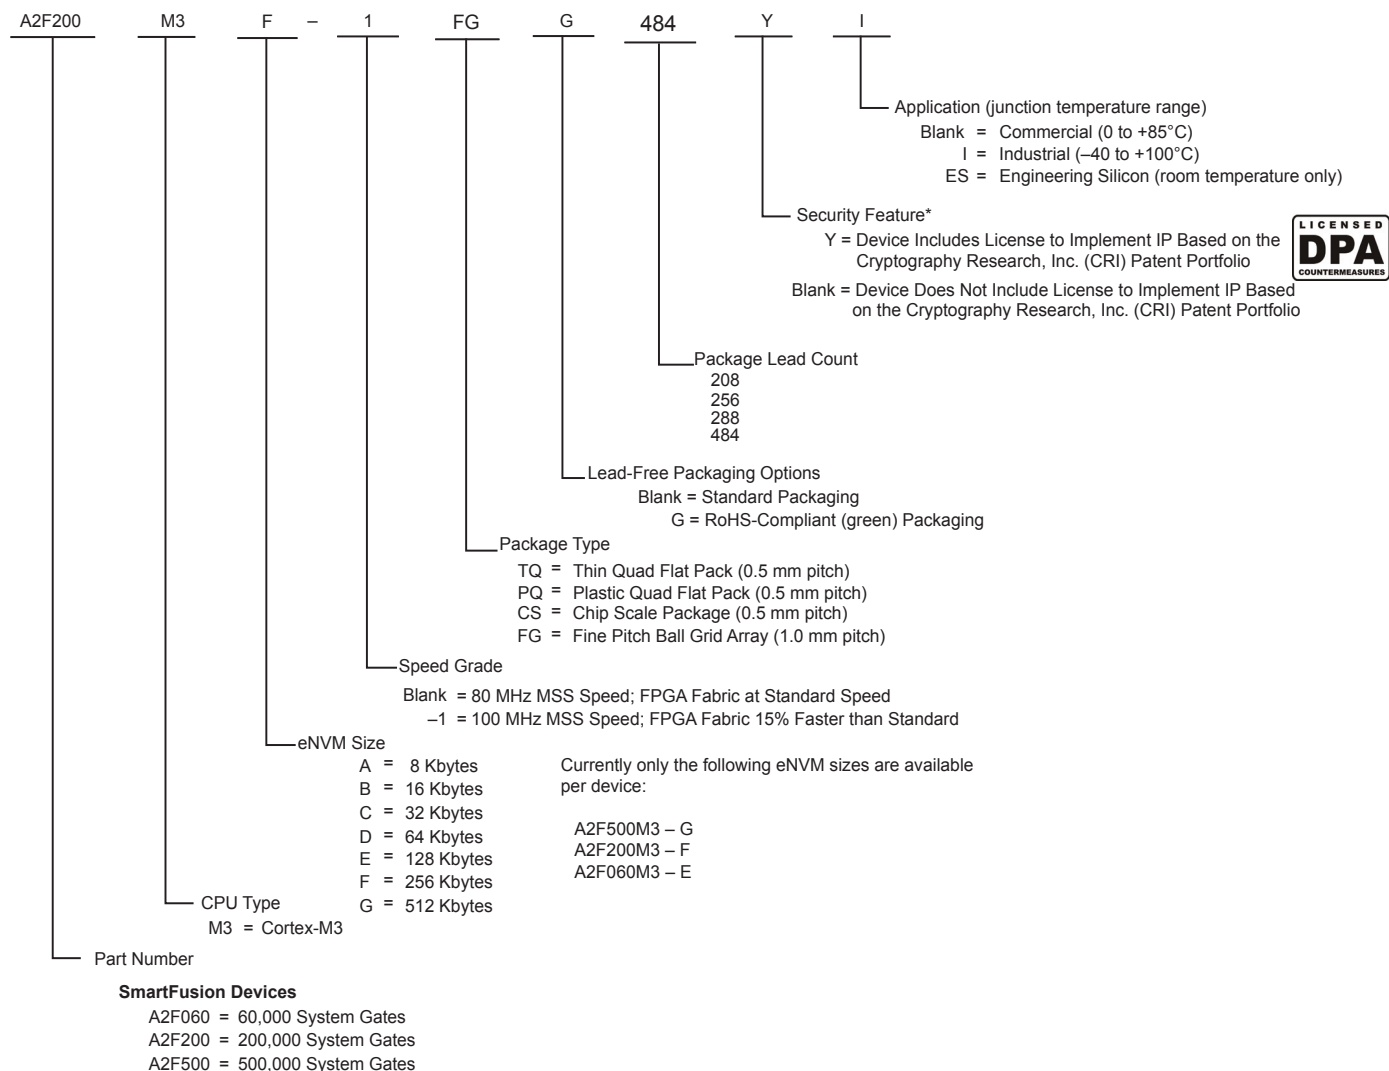 A2F200 M3 F – 1 FG G 484 Y I
Application (junction temperature range)
Blank = Commercial (0 to +85°C)
I = Industrial (–40 to +100°C)
ES = Engineering Silicon (room temperature only)
Security Feature*
Y = Device Includes License to Implement IP Based on the
Cryptography Research, Inc. (CRI) Patent Portfolio
Blank = Device Does Not Include License to Implement IP Based
on the Cryptography Research, Inc. (CRI) Patent Portfolio
LICENSED
DPA
COUNTERMEASURES
Package Lead Count
208
256
288
484
Lead-Free Packaging Options
Blank = Standard Packaging
G = RoHS-Compliant (green) Packaging
Package Type
TQ = Thin Quad Flat Pack (0.5 mm pitch)
PQ = Plastic Quad Flat Pack (0.5 mm pitch)
CS = Chip Scale Package (0.5 mm pitch)
FG = Fine Pitch Ball Grid Array (1.0 mm pitch)
Speed Grade
Blank = 80 MHz MSS Speed; FPGA Fabric at Standard Speed
–1 = 100 MHz MSS Speed; FPGA Fabric 15% Faster than Standard
eNVM Size
A = 8 Kbytes
B = 16 Kbytes
C = 32 Kbytes
D = 64 Kbytes
E = 128 Kbytes
F = 256 Kbytes
G = 512 Kbytes
Currently only the following eNVM sizes are available
per device:
A2F500M3 – G
A2F200M3 – F
A2F060M3 – E
CPU Type
M3 = Cortex-M3
Part Number
SmartFusion Devices
A2F060 = 60,000 System Gates
A2F200 = 200,000 System Gates
A2F500 = 500,000 System Gates